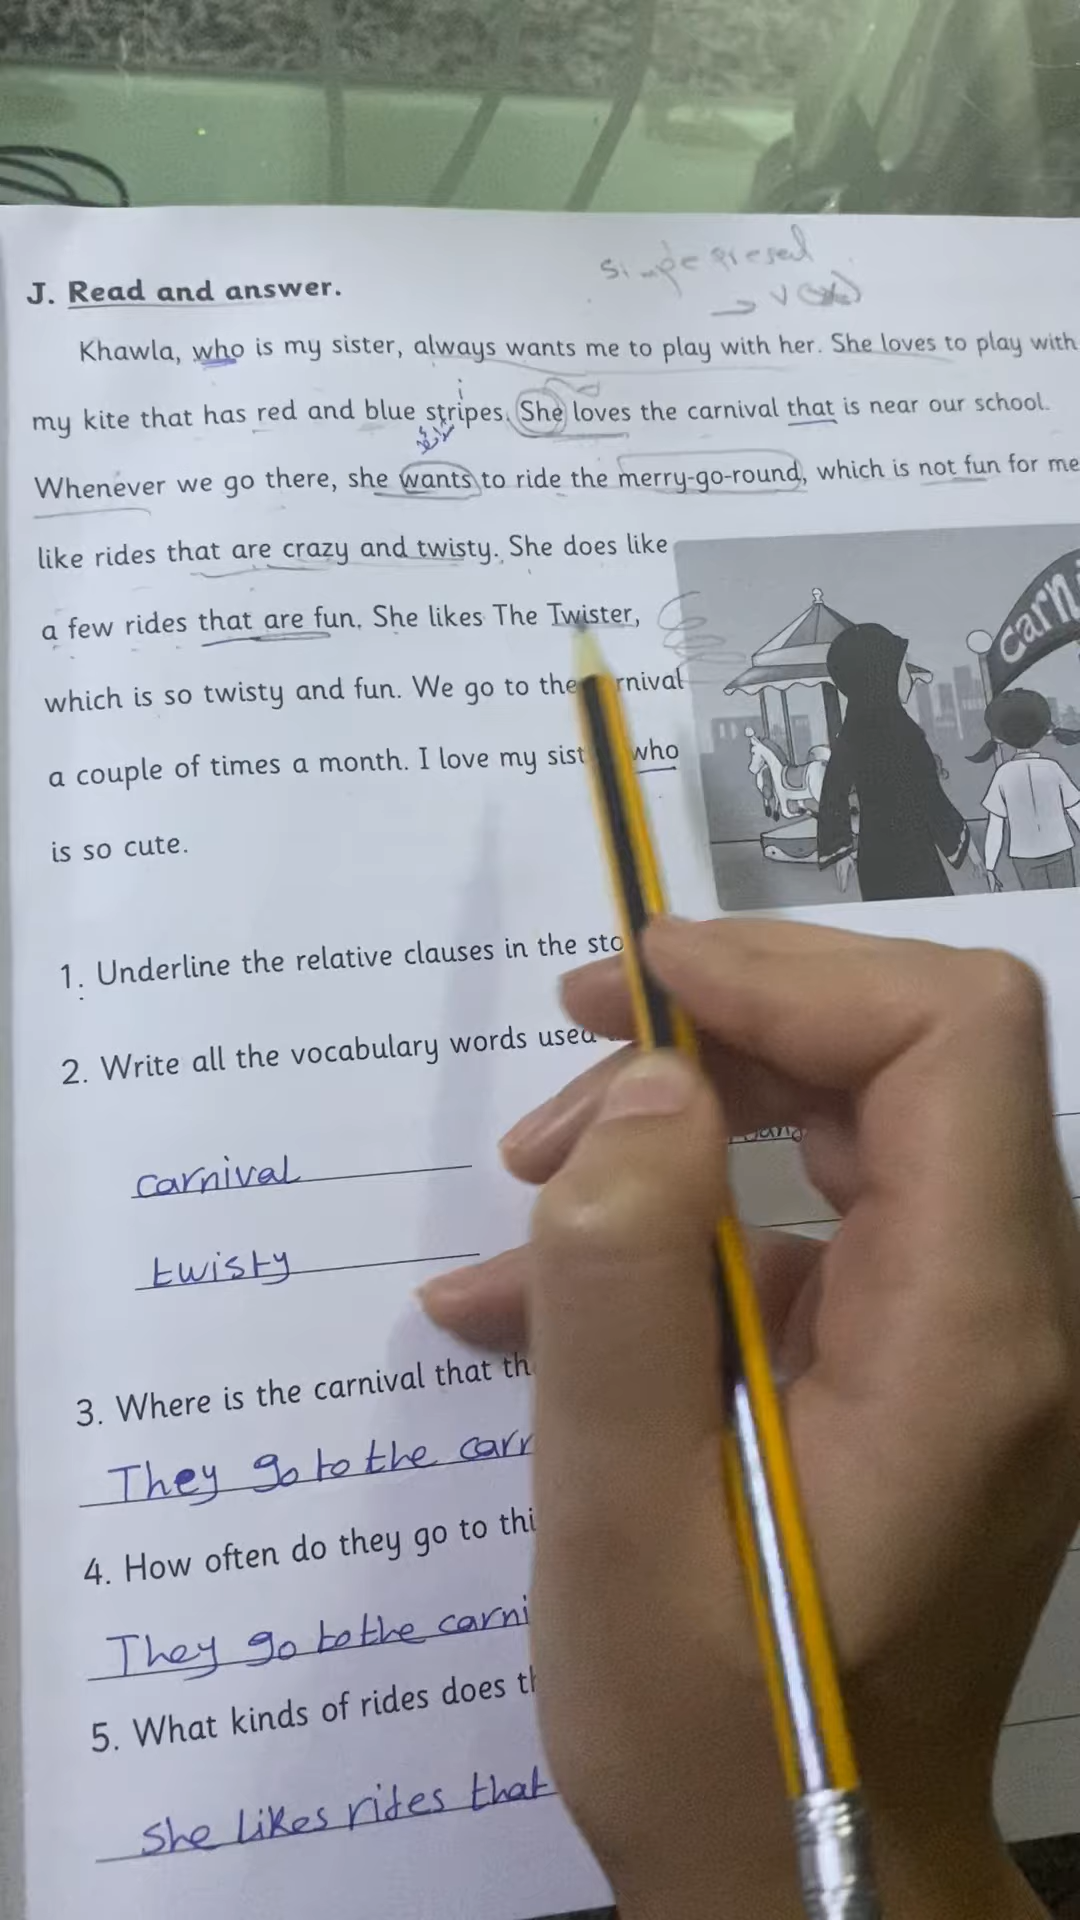 simpe presed
→ V
J. Read and answer.
Khawla, who is my sister, always wants me to play with her. She loves to play with
i
my kite that has red and blue stripes. She loves the carnival that is near our school.
Whenever we go there, she wants to ride the merry-go-round, which is not fun for me
like rides that are crazy and twisty. She does like
a few rides that are fun. She likes The Twister,
which is so twisty and fun. We go to the rnival
a couple of times a month. I love my sist who
is so cute.
carni
1. Underline the relative clauses in the sto
2. Write all the vocabulary words used
carnival
twisty
3. Where is the carnival that th
They go to the carr
4. How often do they go to thi
They go to the carni
5. What kinds of rides does th
She likes rides that